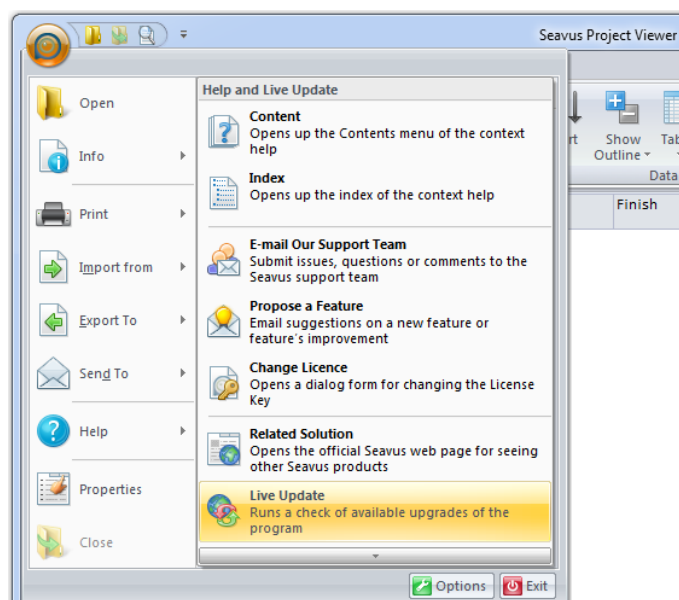 Seavus Project Viewer
Help and Live Update
Open
Info
Print
Import from
Export To
Send To
Help
Properties
Close
Content
Opens up the Contents menu of the context
help
Index
Opens up the index of the context help
E-mail Our Support Team
Submit issues, questions or comments to the
Seavus support team
Propose a Feature
Email suggestions on a new feature or
feature's improvement
Change Licence
Opens a dialog form for changing the License
Key
Related Solution
Opens the official Seavus web page for seeing
other Seavus products
Live Update
Runs a check of available upgrades of the
program
Options
Exit
Show
Outline
Data
Finish